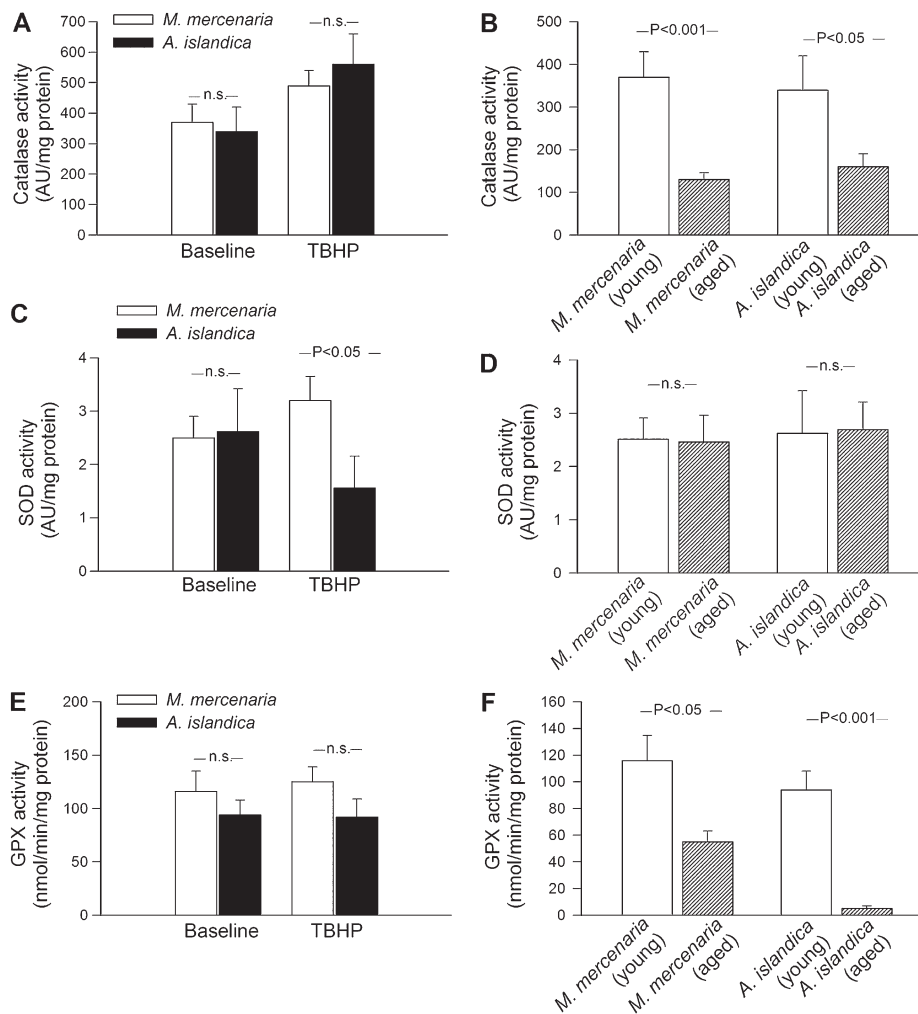 A
M. mercenaria
A. islandica
Catalase activity
(AU/mg protein)
700
600
500
400
300
200
100
0
n.s.
n.s.
Baseline
TBHP
B
Catalase activity
(AU/mg protein)
500
400
300
200
100
0
P<0.001
P<0.05
M. mercenaria
(young)
M. mercenaria
(aged)
A. islandica
(young)
A. islandica
(aged)
C
M. mercenaria
A. islandica
SOD activity
(AU/mg protein)
4
3
2
1
0
n.s.
P<0.05
Baseline
TBHP
D
SOD activity
(AU/mg protein)
4
3
2
1
0
n.s.
n.s.
M. mercenaria
(young)
M. mercenaria
(aged)
A. islandica
(young)
A. islandica
(aged)
E
M. mercenaria
A. islandica
GPX activity
(nmol/min/mg protein)
200
150
100
50
0
n.s.
n.s.
Baseline
TBHP
F
GPX activity
(nmol/min/mg protein)
160
140
120
100
80
60
40
20
0
P<0.05
P<0.001
M. mercenaria
(young)
M. mercenaria
(aged)
A. islandica
(young)
A. islandica
(aged)